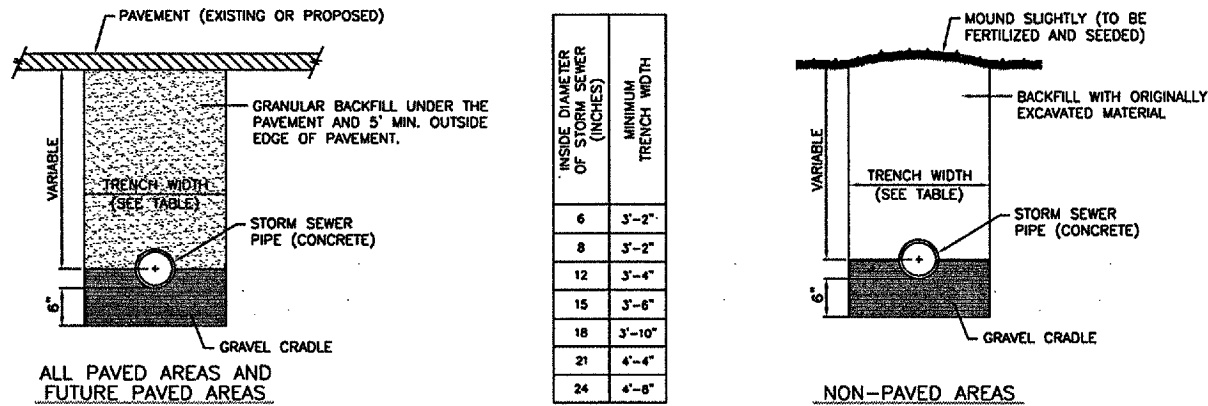 PAVEMENT (EXISTING OR PROPOSED)
GRANULAR BACKFILL UNDER THE
PAVEMENT AND 5' MIN. OUTSIDE
EDGE OF PAVEMENT.
VARIABLE
TRENCH WIDTH
(SEE TABLE)
STORM SEWER
PIPE (CONCRETE)
6"
GRAVEL CRADLE
ALL PAVED AREAS AND
FUTURE PAVED AREAS
INSIDE DIAMETER
OF STORM SEWER
(INCHES)
MINIMUM
TRENCH WIDTH
6 3'-2"
8 3'-2"
12 3'-4"
15 3'-6"
18 3'-10"
21 4'-4"
24 4'-8"
MOUND SLIGHTLY (TO BE
FERTILIZED AND SEEDED)
BACKFILL WITH ORIGINALLY
EXCAVATED MATERIAL
VARIABLE
TRENCH WIDTH
(SEE TABLE)
STORM SEWER
PIPE (CONCRETE)
6"
GRAVEL CRADLE
NON-PAVED AREAS